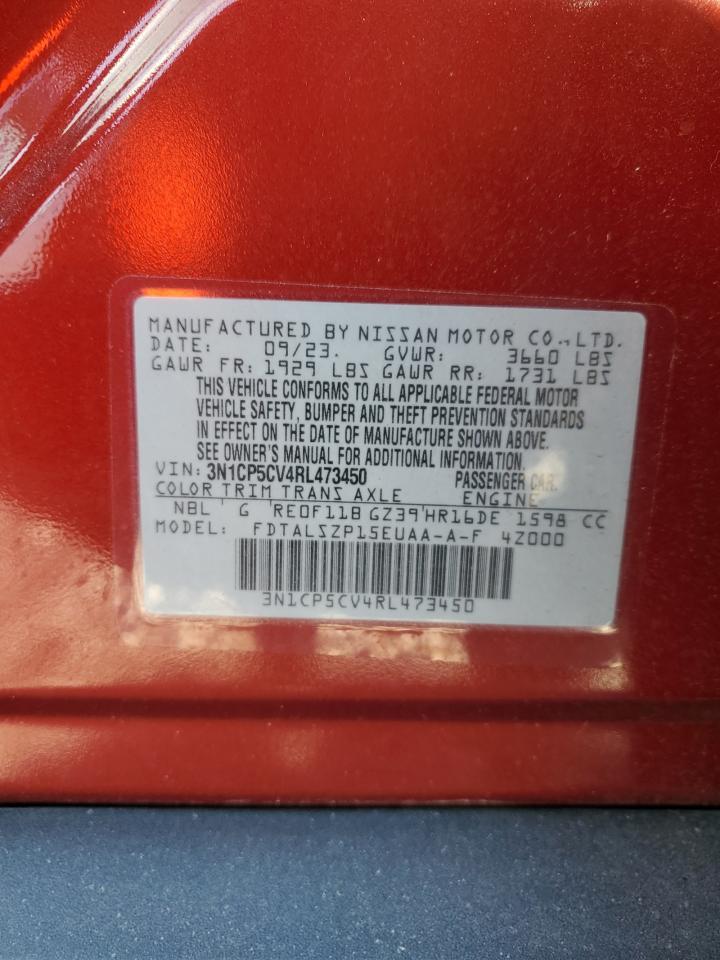 MANUFACTURED BY NISSAN MOTOR CO., LTD.
DATE: 09/23. GVWR: 3660 LBS
GAWR FR: 1929 LBS GAWR RR: 1731 LBS
THIS VEHICLE CONFORMS TO ALL APPLICABLE FEDERAL MOTOR
VEHICLE SAFETY, BUMPER AND THEFT PREVENTION STANDARDS
IN EFFECT ON THE DATE OF MANUFACTURE SHOWN ABOVE.
SEE OWNER'S MANUAL FOR ADDITIONAL INFORMATION.
VIN: 3N1CP5CV4RL473450 PASSENGER CAR.
COLOR TRIM TRANS AXLE ENGINE
NBL G RE0F11B GZ39 HR16DE 1598 CC
MODEL: FDTALSZP15EUAA-A-F 4Z000
3N1CP5CV4RL473450